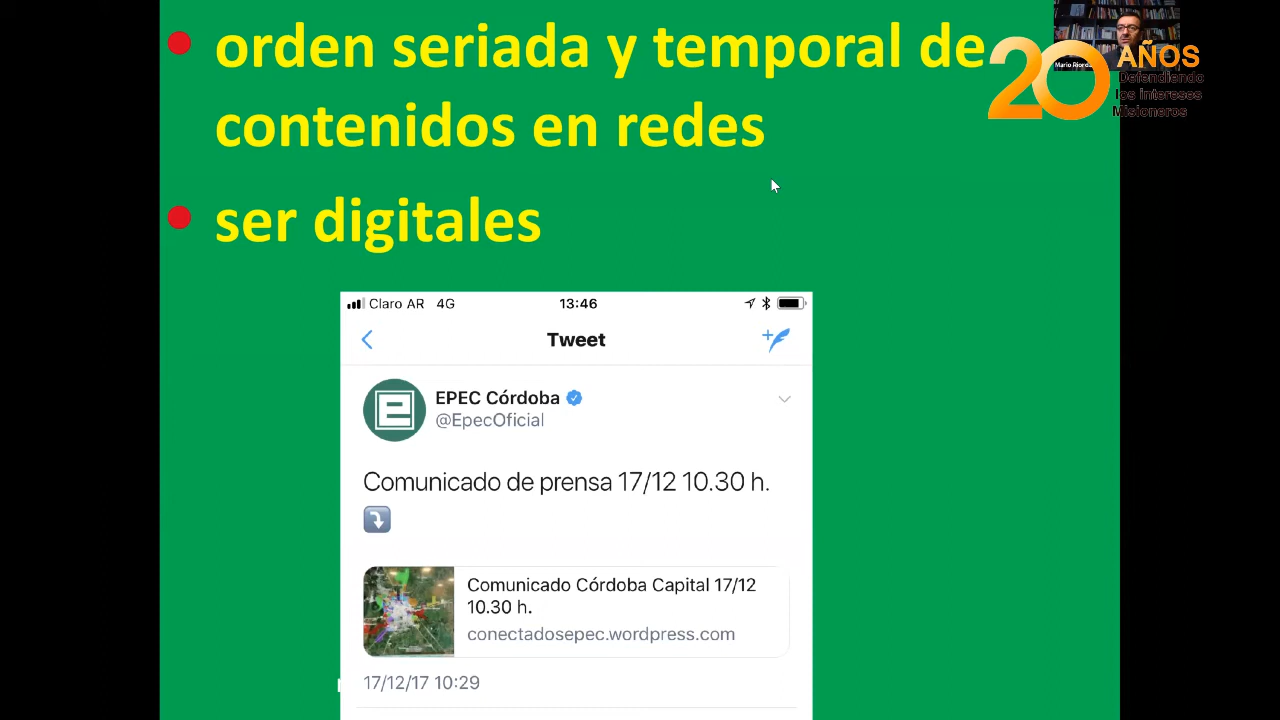 orden seriada y temporal de
contenidos en redes
ser digitales
20 AÑOS
Defendiendo
los intereses
Misioneros
Mario
Claro AR 4G 13:46
Tweet
EPEC Córdoba
@EpecOficial
Comunicado de prensa 17/12 10.30 h.
Comunicado Córdoba Capital 17/12
10.30 h.
conectadosepec.wordpress.com
17/12/17 10:29